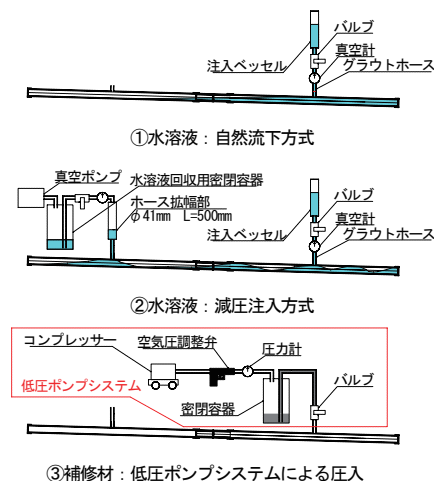 バルブ
真空計
注入ベッセル
グラウトホース
①水溶液：自然流下方式
真空ポンプ
水溶液回収用密閉容器
ホース拡幅部
φ41mm L=500mm
バルブ
真空計
注入ベッセル
グラウトホース
②水溶液：減圧注入方式
コンプレッサー
空気圧調整弁
圧力計
低圧ポンプシステム
バルブ
密閉容器
③補修材：低圧ポンプシステムによる圧入